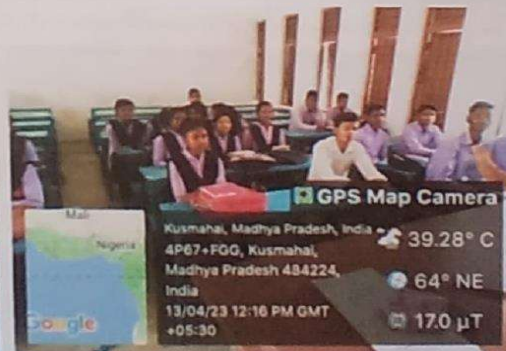 GPS Map Camera
Mali
Nigeria
Google
Kusmahai, Madhya Pradesh, India
4P67+FGG, Kusmahai,
Madhya Pradesh 484224,
India
13/04/23 12:16 PM GMT
+05:30
39.28° C
64° NE
17.0 µT